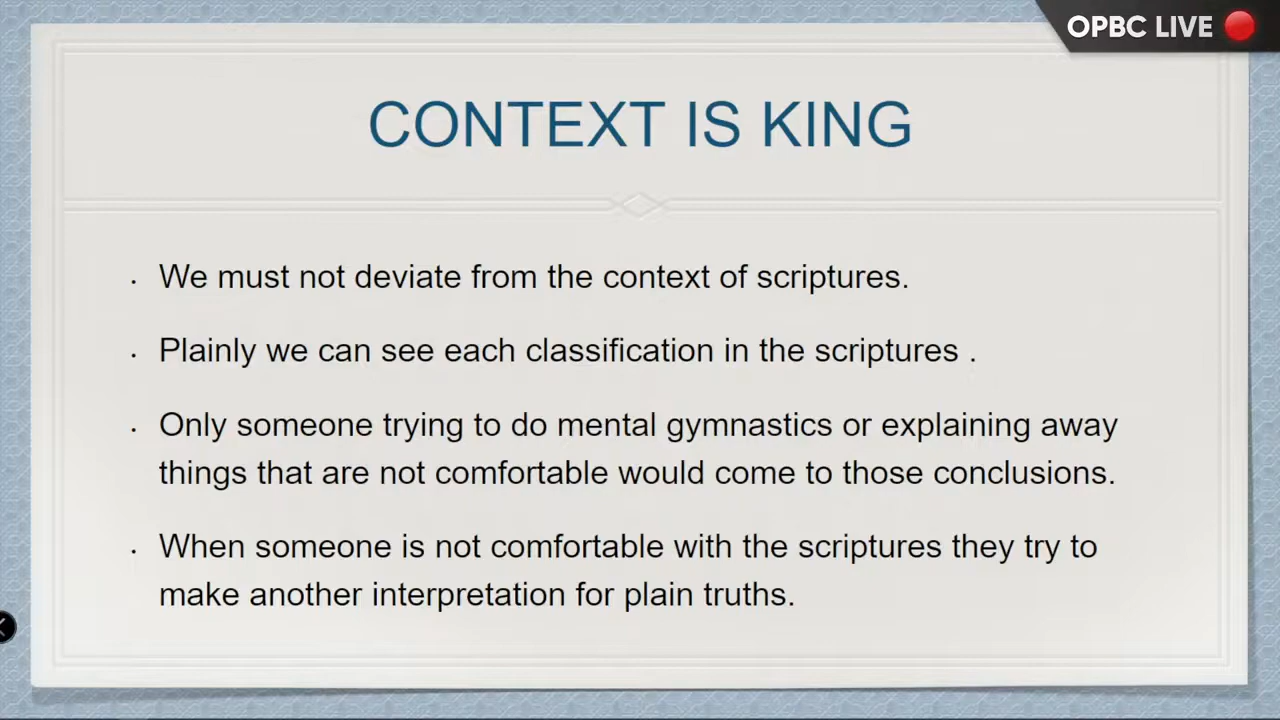 OPBC LIVE
CONTEXT IS KING
• We must not deviate from the context of scriptures.
• Plainly we can see each classification in the scriptures .
• Only someone trying to do mental gymnastics or explaining away
things that are not comfortable would come to those conclusions.
• When someone is not comfortable with the scriptures they try to
make another interpretation for plain truths.